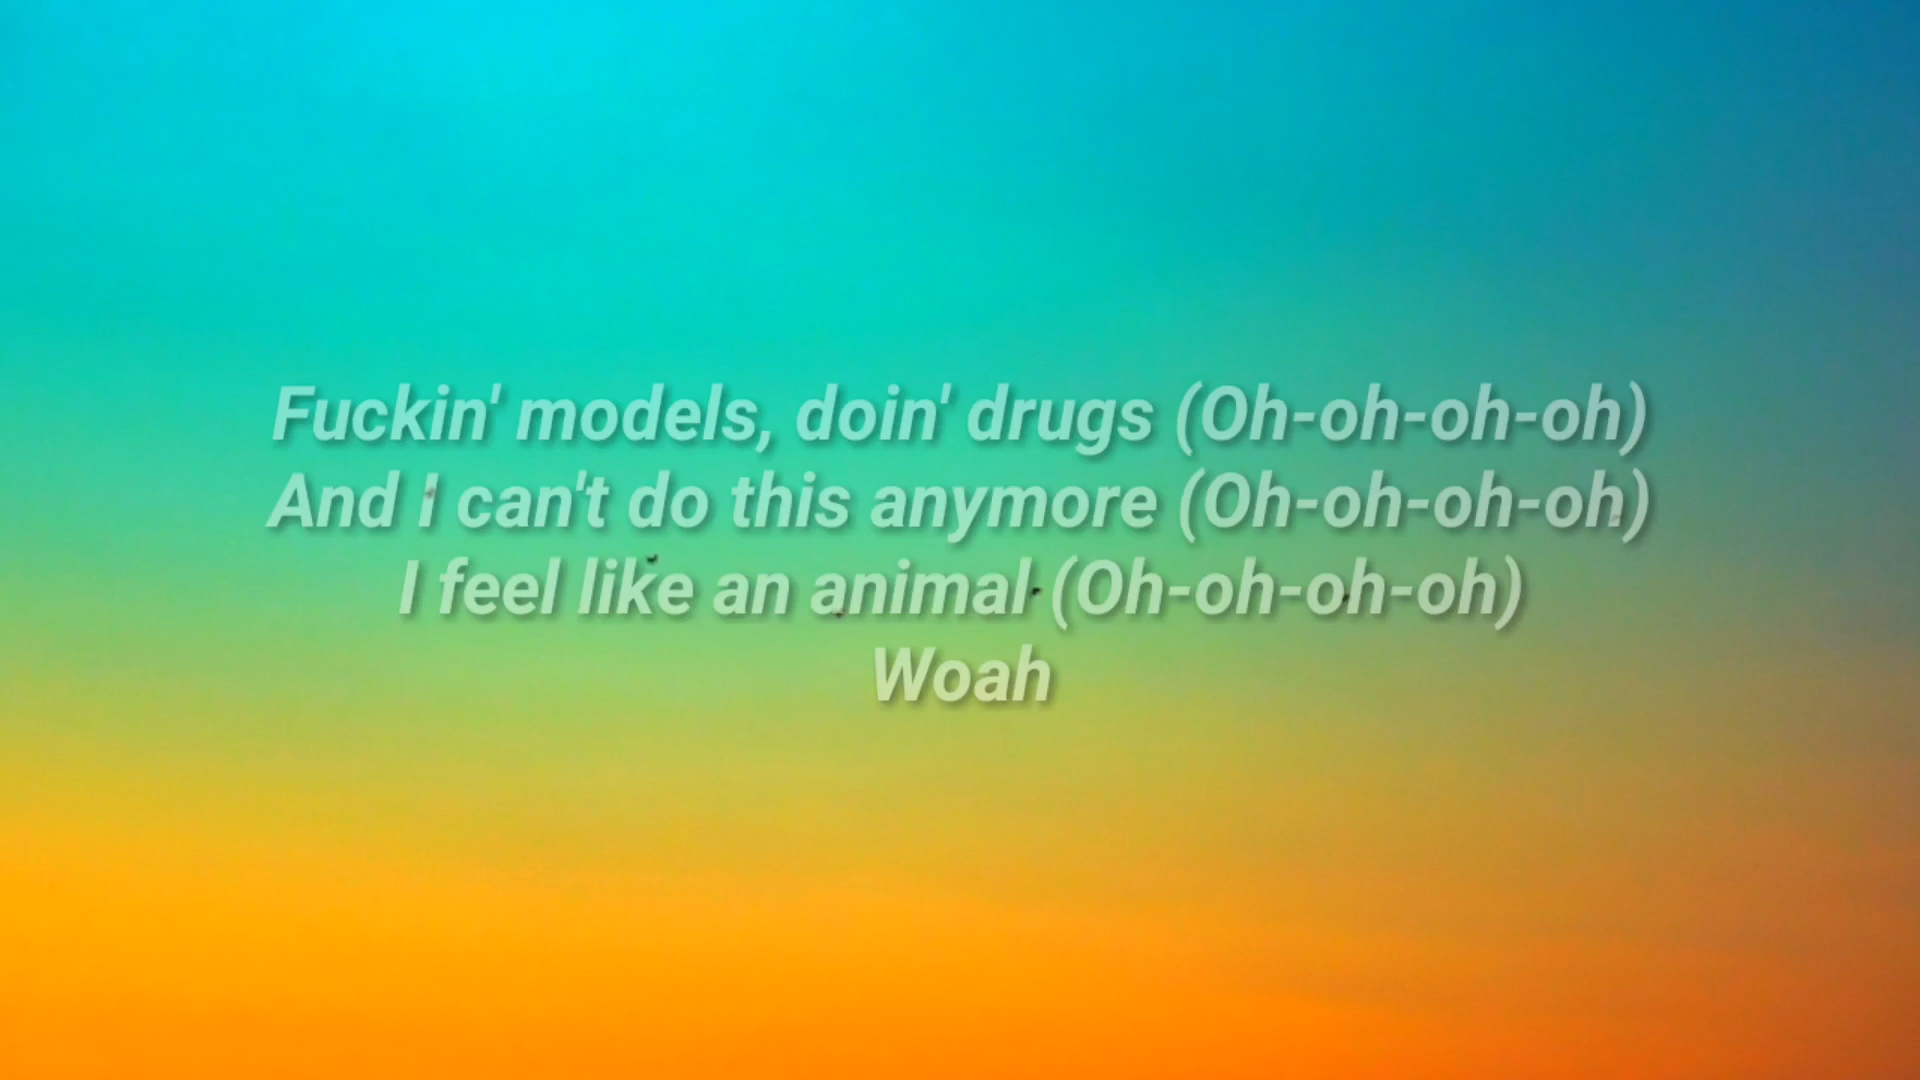 Fuckin' models, doin' drugs (Oh-oh-oh-oh)
And I can't do this anymore (Oh-oh-oh-oh)
I feel like an animal (Oh-oh-oh-oh)
Woah